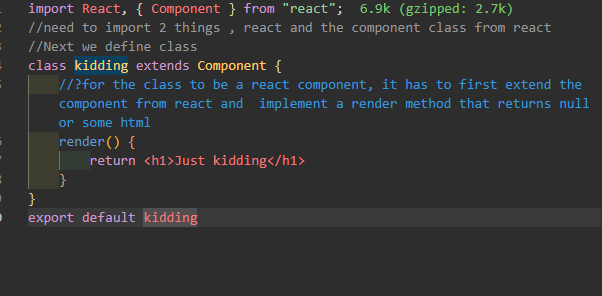 import React, { Component } from "react";  6.9k (gzipped: 2.7k)
//need to import 2 things , react and the component class from react
//Next we define class
class kidding extends Component {
    //?for the class to be a react component, it has to first extend the
    component from react and  implement a render method that returns null
    or some html
    render() {
        return <h1>Just kidding</h1>
    }
}
export default kidding